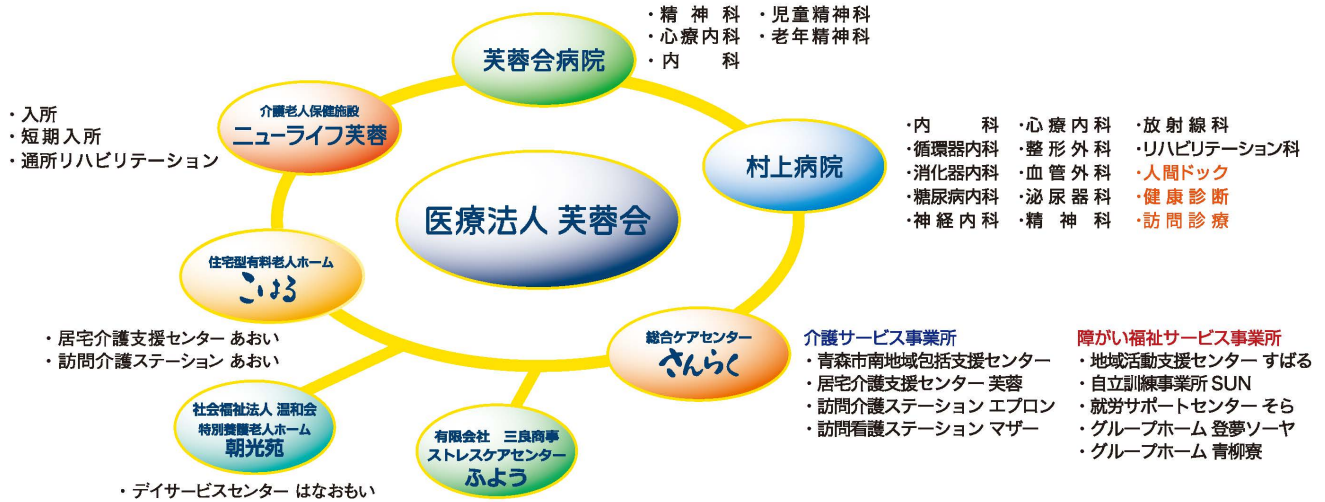 芙蓉会病院
・精神科 ・児童精神科
・心療内科 ・老年精神科
・内科
介護老人保健施設
ニューライフ芙蓉
・入所
・短期入所
・通所リハビリテーション
村上病院
・内科 ・心療内科 ・放射線科
・循環器内科 ・整形外科 ・リハビリテーション科
・消化器内科 ・血管外科 ・人間ドック
・糖尿病内科 ・泌尿器科 ・健康診断
・神経内科 ・精神科 ・訪問診療
医療法人 芙蓉会
住宅型有料老人ホーム
こはる
・居宅介護支援センター あおい
・訪問介護ステーション あおい
総合ケアセンター
さんらく
介護サービス事業所
・青森市南地域包括支援センター
・居宅介護支援センター 芙蓉
・訪問介護ステーション エプロン
・訪問看護ステーション マザー
障がい福祉サービス事業所
・地域活動支援センター すばる
・自立訓練事業所 SUN
・就労サポートセンター そら
・グループホーム 登夢ソーヤ
・グループホーム 青柳寮
社会福祉法人 温和会
特別養護老人ホーム
朝光苑
・デイサービスセンター はなおもい
有限会社 三良商事
ストレスケアセンター
ふよう